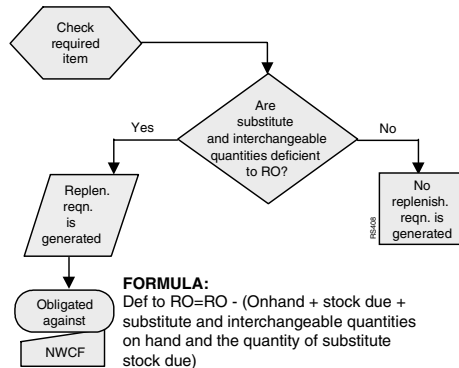 Check
required
item
Are
substitute
and interchangeable
quantities deficient
to RO?
Yes
No
Replen.
reqn.
is
generated
No
replenish.
reqn. is
generated
RS408
Obligated
against
NWCF
FORMULA:
Def to RO=RO - (Onhand + stock due +
substitute and interchangeable quantities
on hand and the quantity of substitute
stock due)